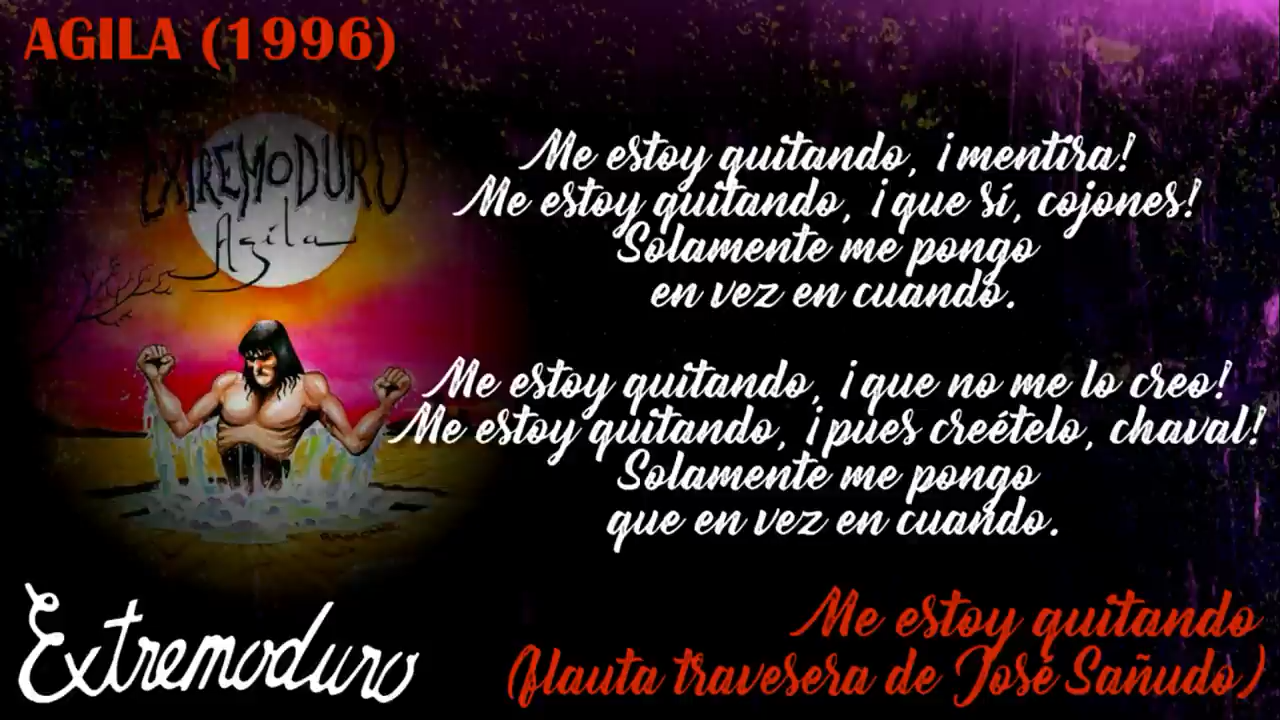 AGILA (1996)
EXTREMODURO
Agila
Me estoy quitando, ¡mentira!
Me estoy quitando, ¡que sí, cojones!
Solamente me pongo
en vez en cuando.
Me estoy quitando, ¡que no me lo creo!
Me estoy quitando, ¡pues creételo, chaval!
Solamente me pongo
que en vez en cuando.
Extremoduro
Me estoy quitando
(flauta travesera de José Sañudo)